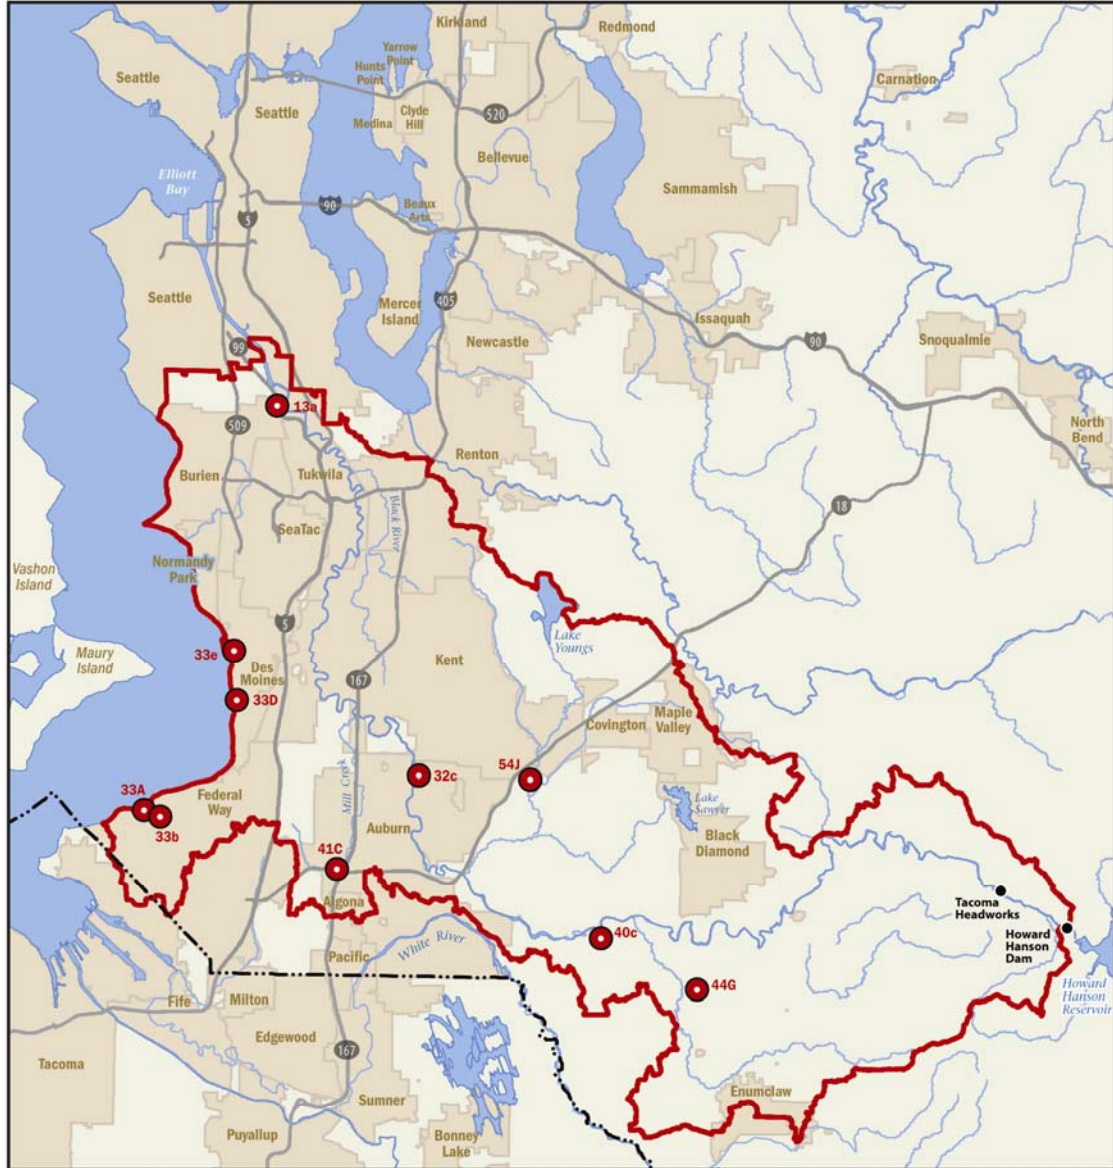 Kirkland
Redmond
Seattle
Yarrow
Point
Hunts
Point
Carnation
Seattle
Clyde
Hill
520
Medina
Bellevue
Elliott
Bay
Sammamish
5
90
Beaux
Arts
Seattle
Mercer
Island
405
Issaquah
Newcastle
90
Snoqualmie
99
13a
509
North
Bend
Burien
Tukwila
Renton
18
Black River
SeaTac
Normandy
Park
Vashon
Island
5
Lake
Youngs
Maury
Island
33e
Des
Moines
Kent
167
33D
Covington
Maple
Valley
54J
32c
33A
Federal
Way
Mill Creek
Lake
Sawyer
33b
Auburn
Black
Diamond
41C
Algona
Tacoma
Headworks
40c
Howard
Hanson
Dam
White River
Pacific
44G
Howard
Hanson
Reservoir
Fife
Milton
Edgewood
167
Tacoma
Enumclaw
Sumner
Puyallup
Bonney
Lake